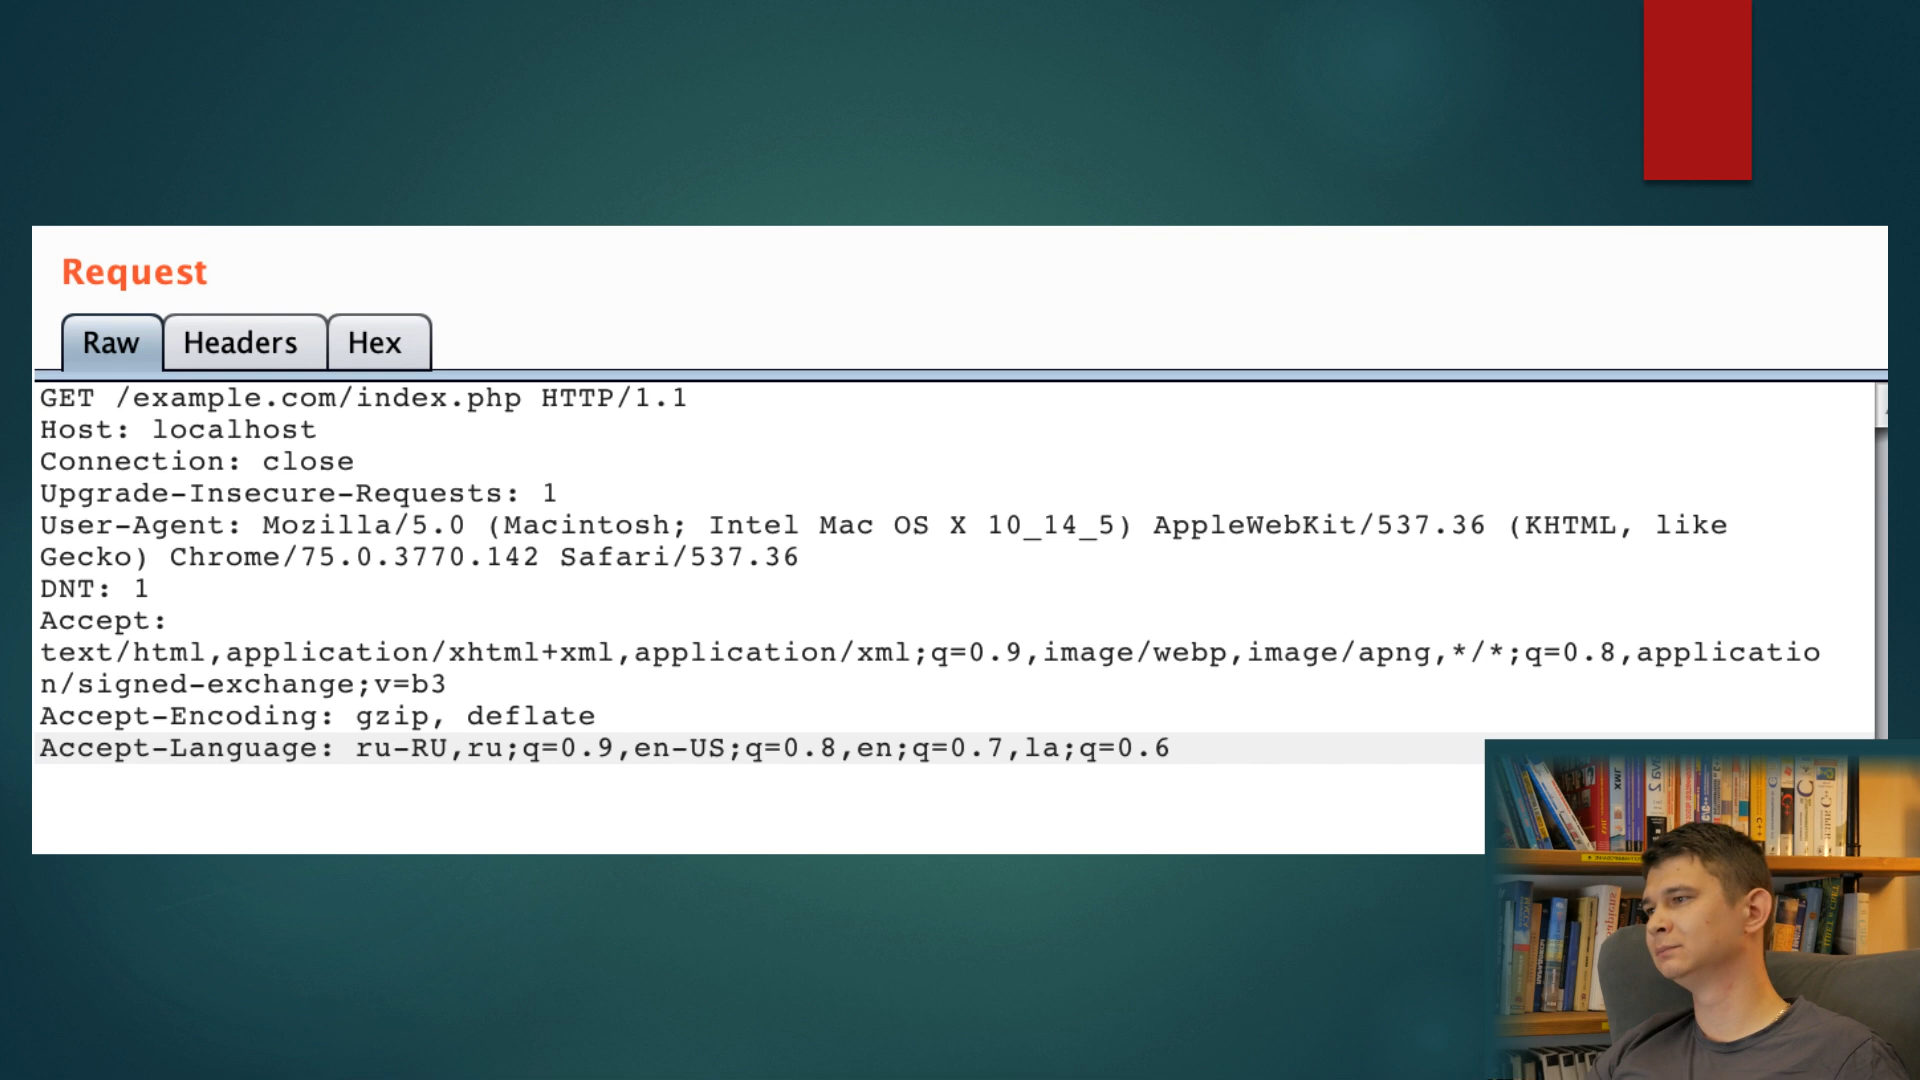 Request
Raw Headers Hex
GET /example.com/index.php HTTP/1.1
Host: localhost
Connection: close
Upgrade-Insecure-Requests: 1
User-Agent: Mozilla/5.0 (Macintosh; Intel Mac OS X 10_14_5) AppleWebKit/537.36 (KHTML, like
Gecko) Chrome/75.0.3770.142 Safari/537.36
DNT: 1
Accept:
text/html,application/xhtml+xml,application/xml;q=0.9,image/webp,image/apng,*/*;q=0.8,applicatio
n/signed-exchange;v=b3
Accept-Encoding: gzip, deflate
Accept-Language: ru-RU,ru;q=0.9,en-US;q=0.8,en;q=0.7,la;q=0.6